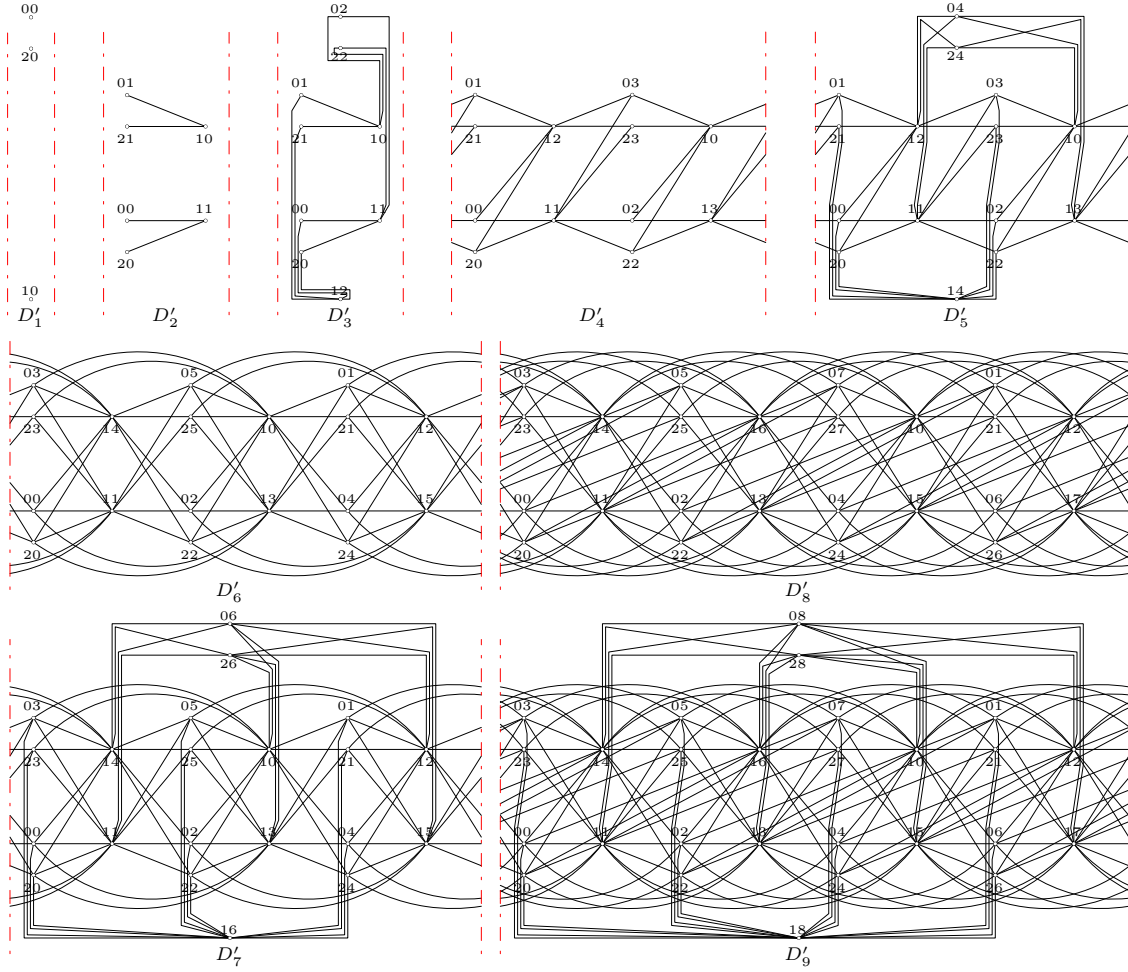 00 20 10
D′1
01 21 10 00 11 20
D′2
02 22 01 21 10 00 11 20 12
D′3
01 03 21 12 23 10 00 11 02 13 20 22
D′4
04 24 01 03 21 12 23 10 00 11 02 13 20 22 14
D′5
03 05 01
23 14 25 10 21 12
00 11 02 13 04 15
20 22 24
D′6
03 05 07 01
23 14 25 16 27 10 21 12
00 11 02 13 04 15 06 17
20 22 24 26
D′8
06
26
03 05 01
23 14 25 10 21 12
00 11 02 13 04 15
20 22 24
16
D′7
08
28
03 05 07 01
23 14 25 16 27 10 21 12
00 11 02 13 04 15 06 17
20 22 24 26
18
D′9